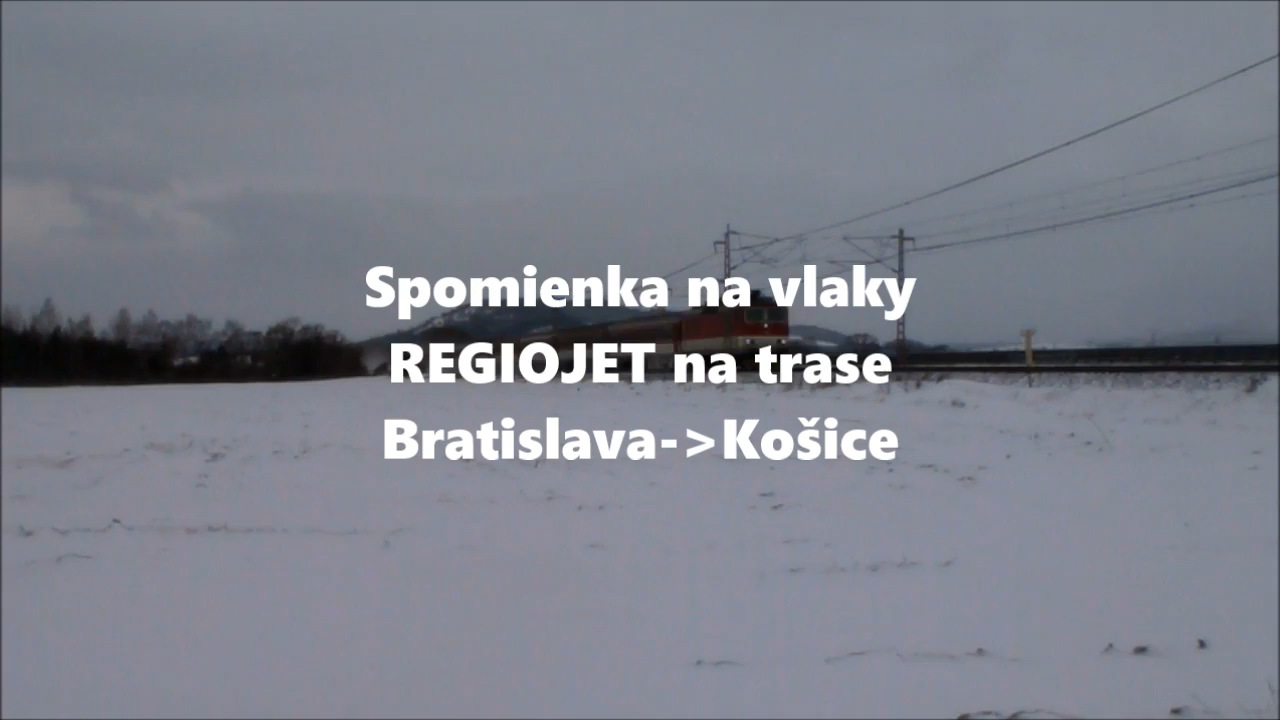 Spomienka na vlaky
REGIOJET na trase
Bratislava->Košice